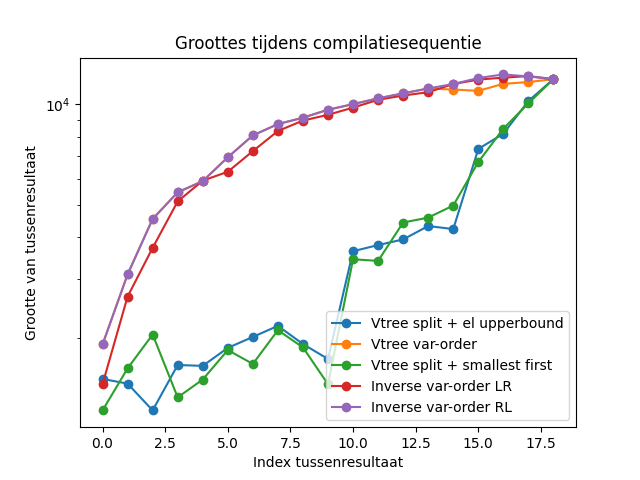 Groottes tijdens compilatiesequentie
Grootte van tussenresultaat
10⁴
Vtree split + el upperbound
Vtree var-order
Vtree split + smallest first
Inverse var-order LR
Inverse var-order RL
0.0 2.5 5.0 7.5 10.0 12.5 15.0 17.5
Index tussenresultaat